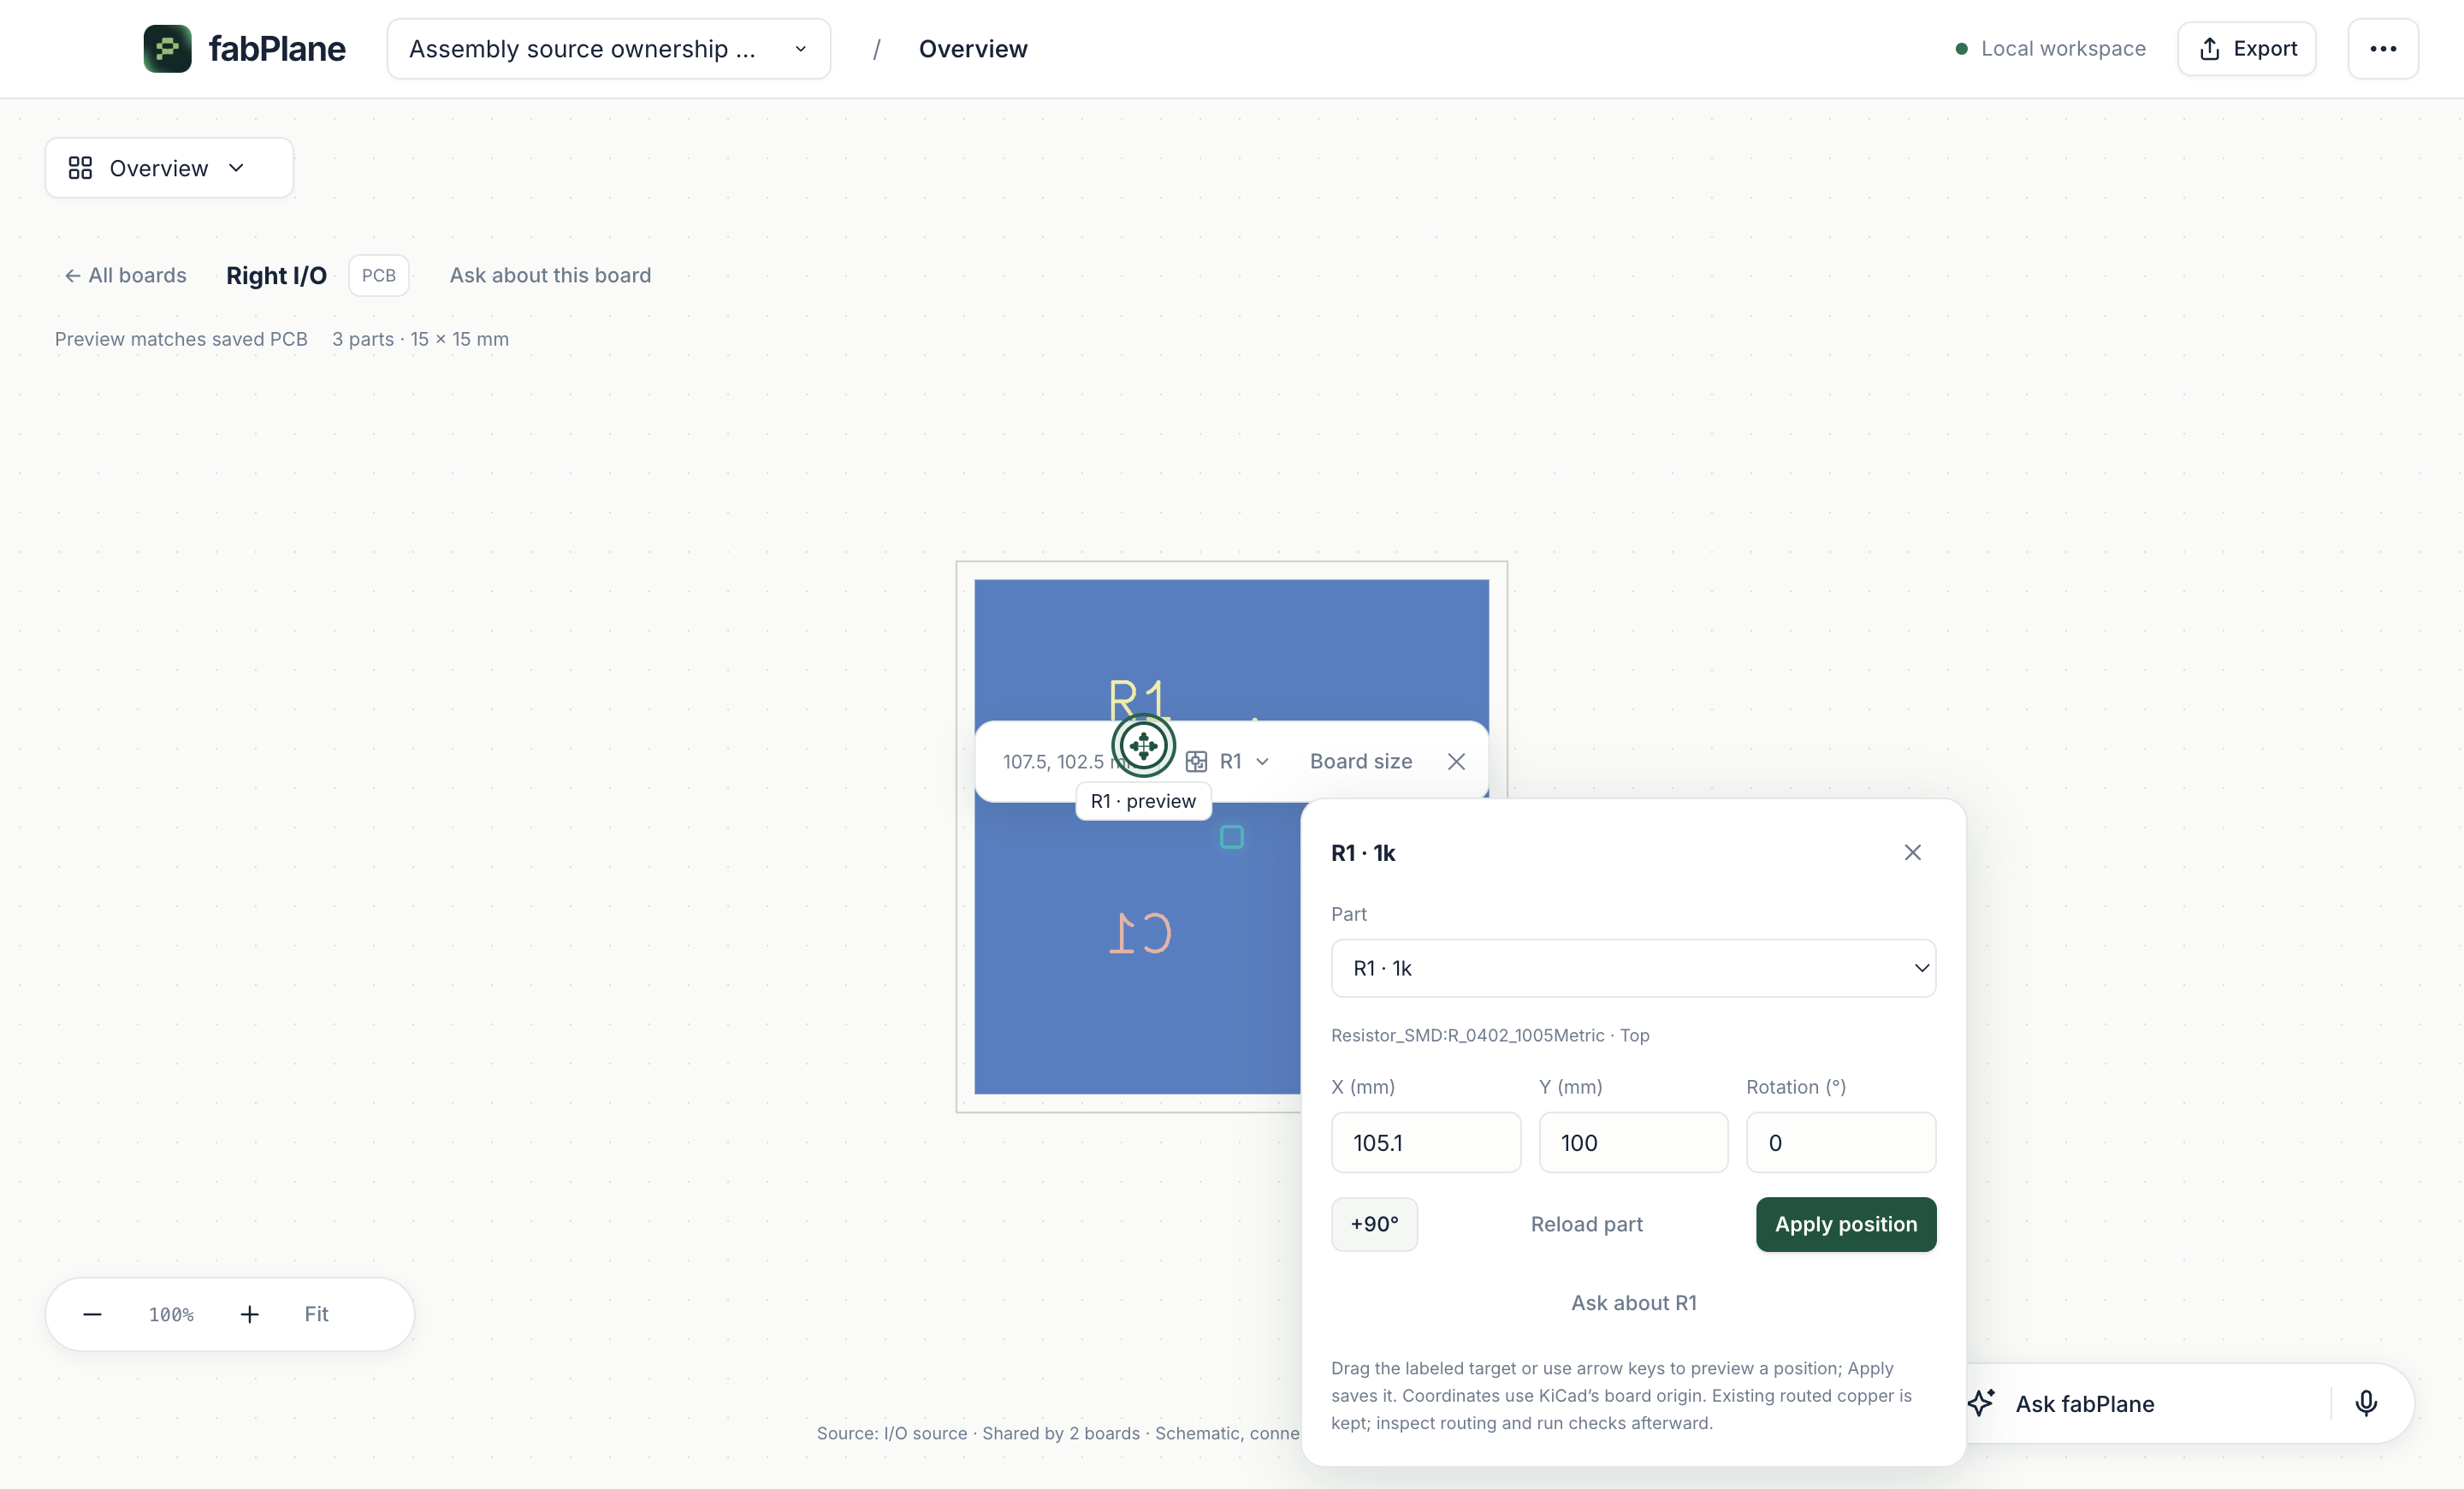 fabPlane
Assembly source ownership ...
/
Overview
Local workspace
Export
Overview
← All boards
Right I/O
PCB
Ask about this board
Preview matches saved PCB
3 parts · 15 × 15 mm
R1
107.5, 102.5
R1
Board size
R1 · preview
C1
R1 · 1k
Part
R1 · 1k
Resistor_SMD:R_0402_1005Metric · Top
X (mm)
Y (mm)
Rotation (°)
105.1
100
0
+90°
Reload part
Apply position
Ask about R1
Drag the labeled target or use arrow keys to preview a position; Apply
saves it. Coordinates use KiCad’s board origin. Existing routed copper is
kept; inspect routing and run checks afterward.
100%
Fit
Ask fabPlane
Source: I/O source · Shared by 2 boards · Schematic, conne